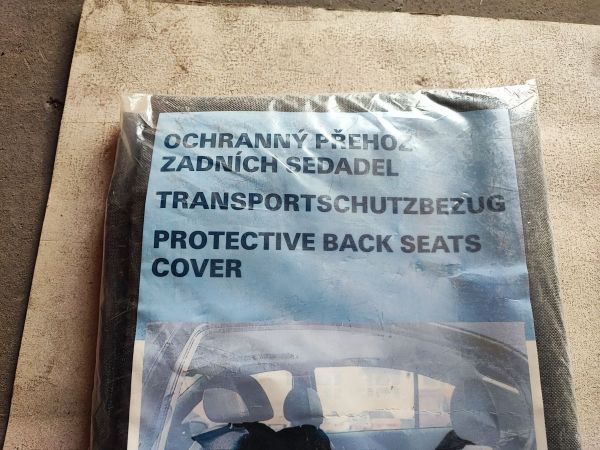 OCHRANNÝ PŘEHOZ
ZADNÍCH SEDADEL
TRANSPORTSCHUTZBEZUG
PROTECTIVE BACK SEATS
COVER